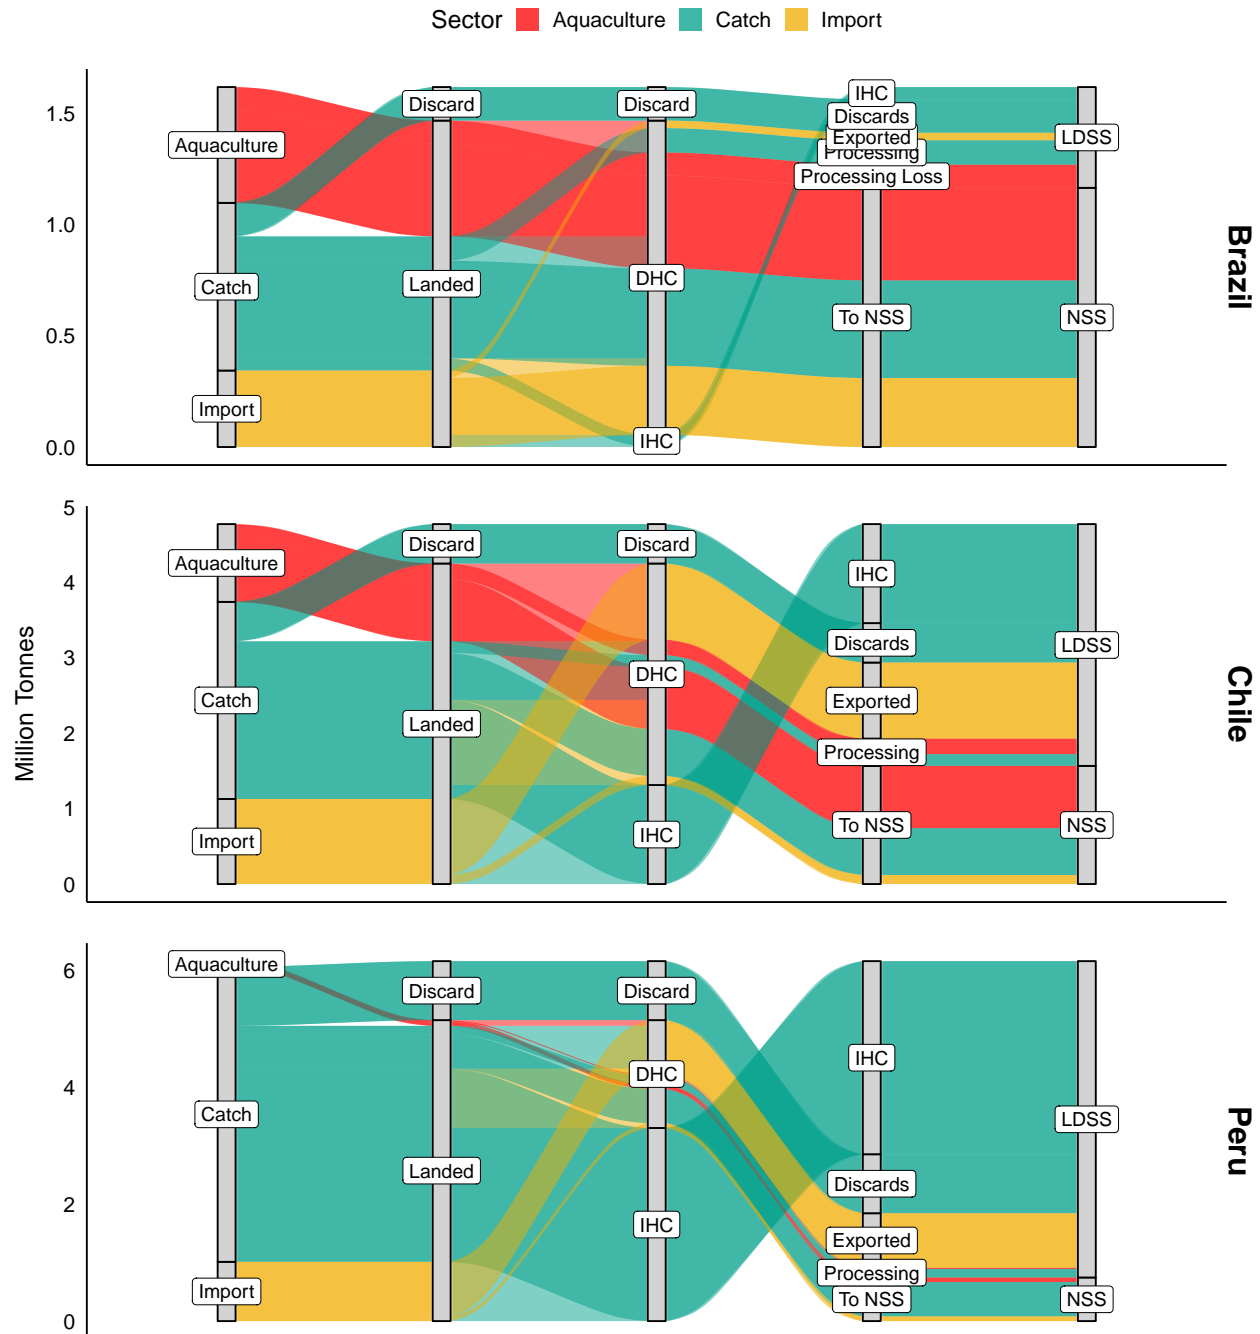 Sector Aquaculture Catch Import
1.5
1.0
0.5
0.0
Aquaculture
Catch
Import
Discard
Landed
Discard
DHC
IHC
IHC
Discards
Exported
Processing
Processing Loss
To NSS
LDSS
NSS
Brazil
Million Tonnes
5
4
3
2
1
0
Aquaculture
Catch
Import
Discard
Landed
Discard
DHC
IHC
IHC
Discards
Exported
Processing
To NSS
LDSS
NSS
Chile
6
4
2
0
Aquaculture
Catch
Import
Discard
Landed
Discard
DHC
IHC
IHC
Discards
Exported
Processing
To NSS
LDSS
NSS
Peru